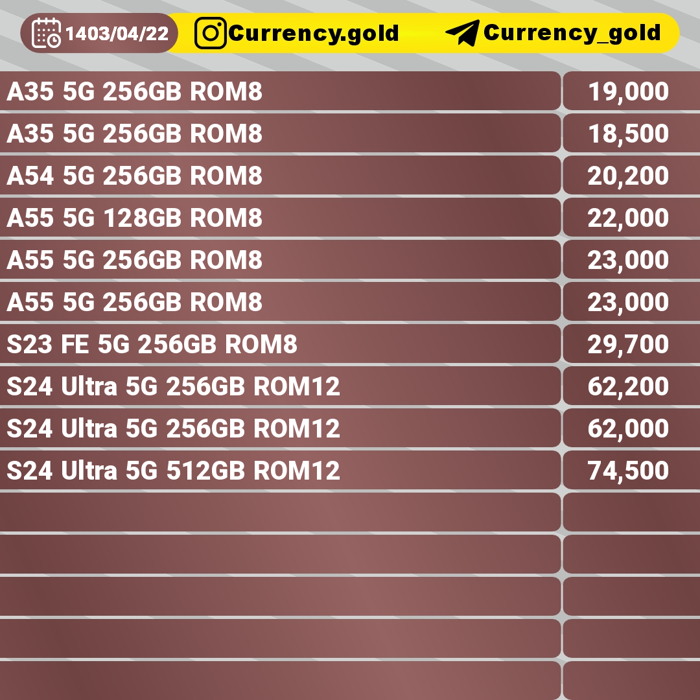 1403/04/22 Currency.gold Currency_gold
A35 5G 256GB ROM8 19,000
A35 5G 256GB ROM8 18,500
A54 5G 256GB ROM8 20,200
A55 5G 128GB ROM8 22,000
A55 5G 256GB ROM8 23,000
A55 5G 256GB ROM8 23,000
S23 FE 5G 256GB ROM8 29,700
S24 Ultra 5G 256GB ROM12 62,200
S24 Ultra 5G 256GB ROM12 62,000
S24 Ultra 5G 512GB ROM12 74,500